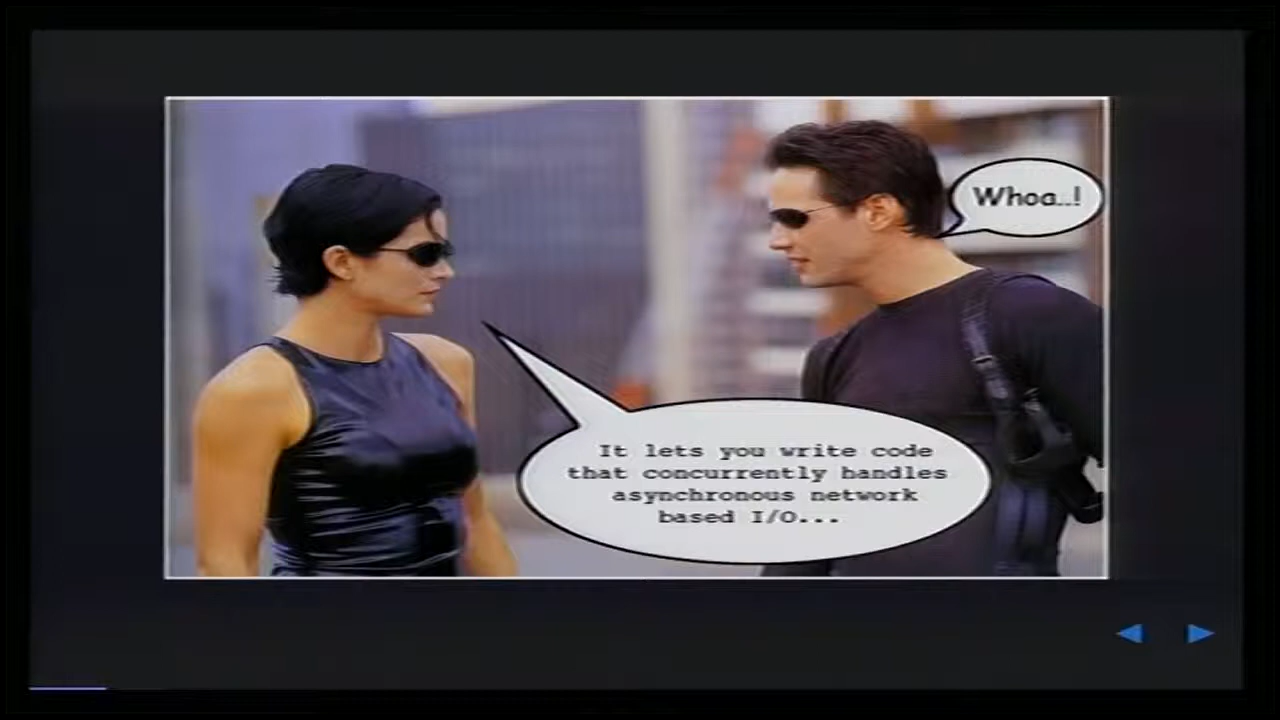 Whoa..!
It lets you write code
that concurrently handles
asynchronous network
based I/O...